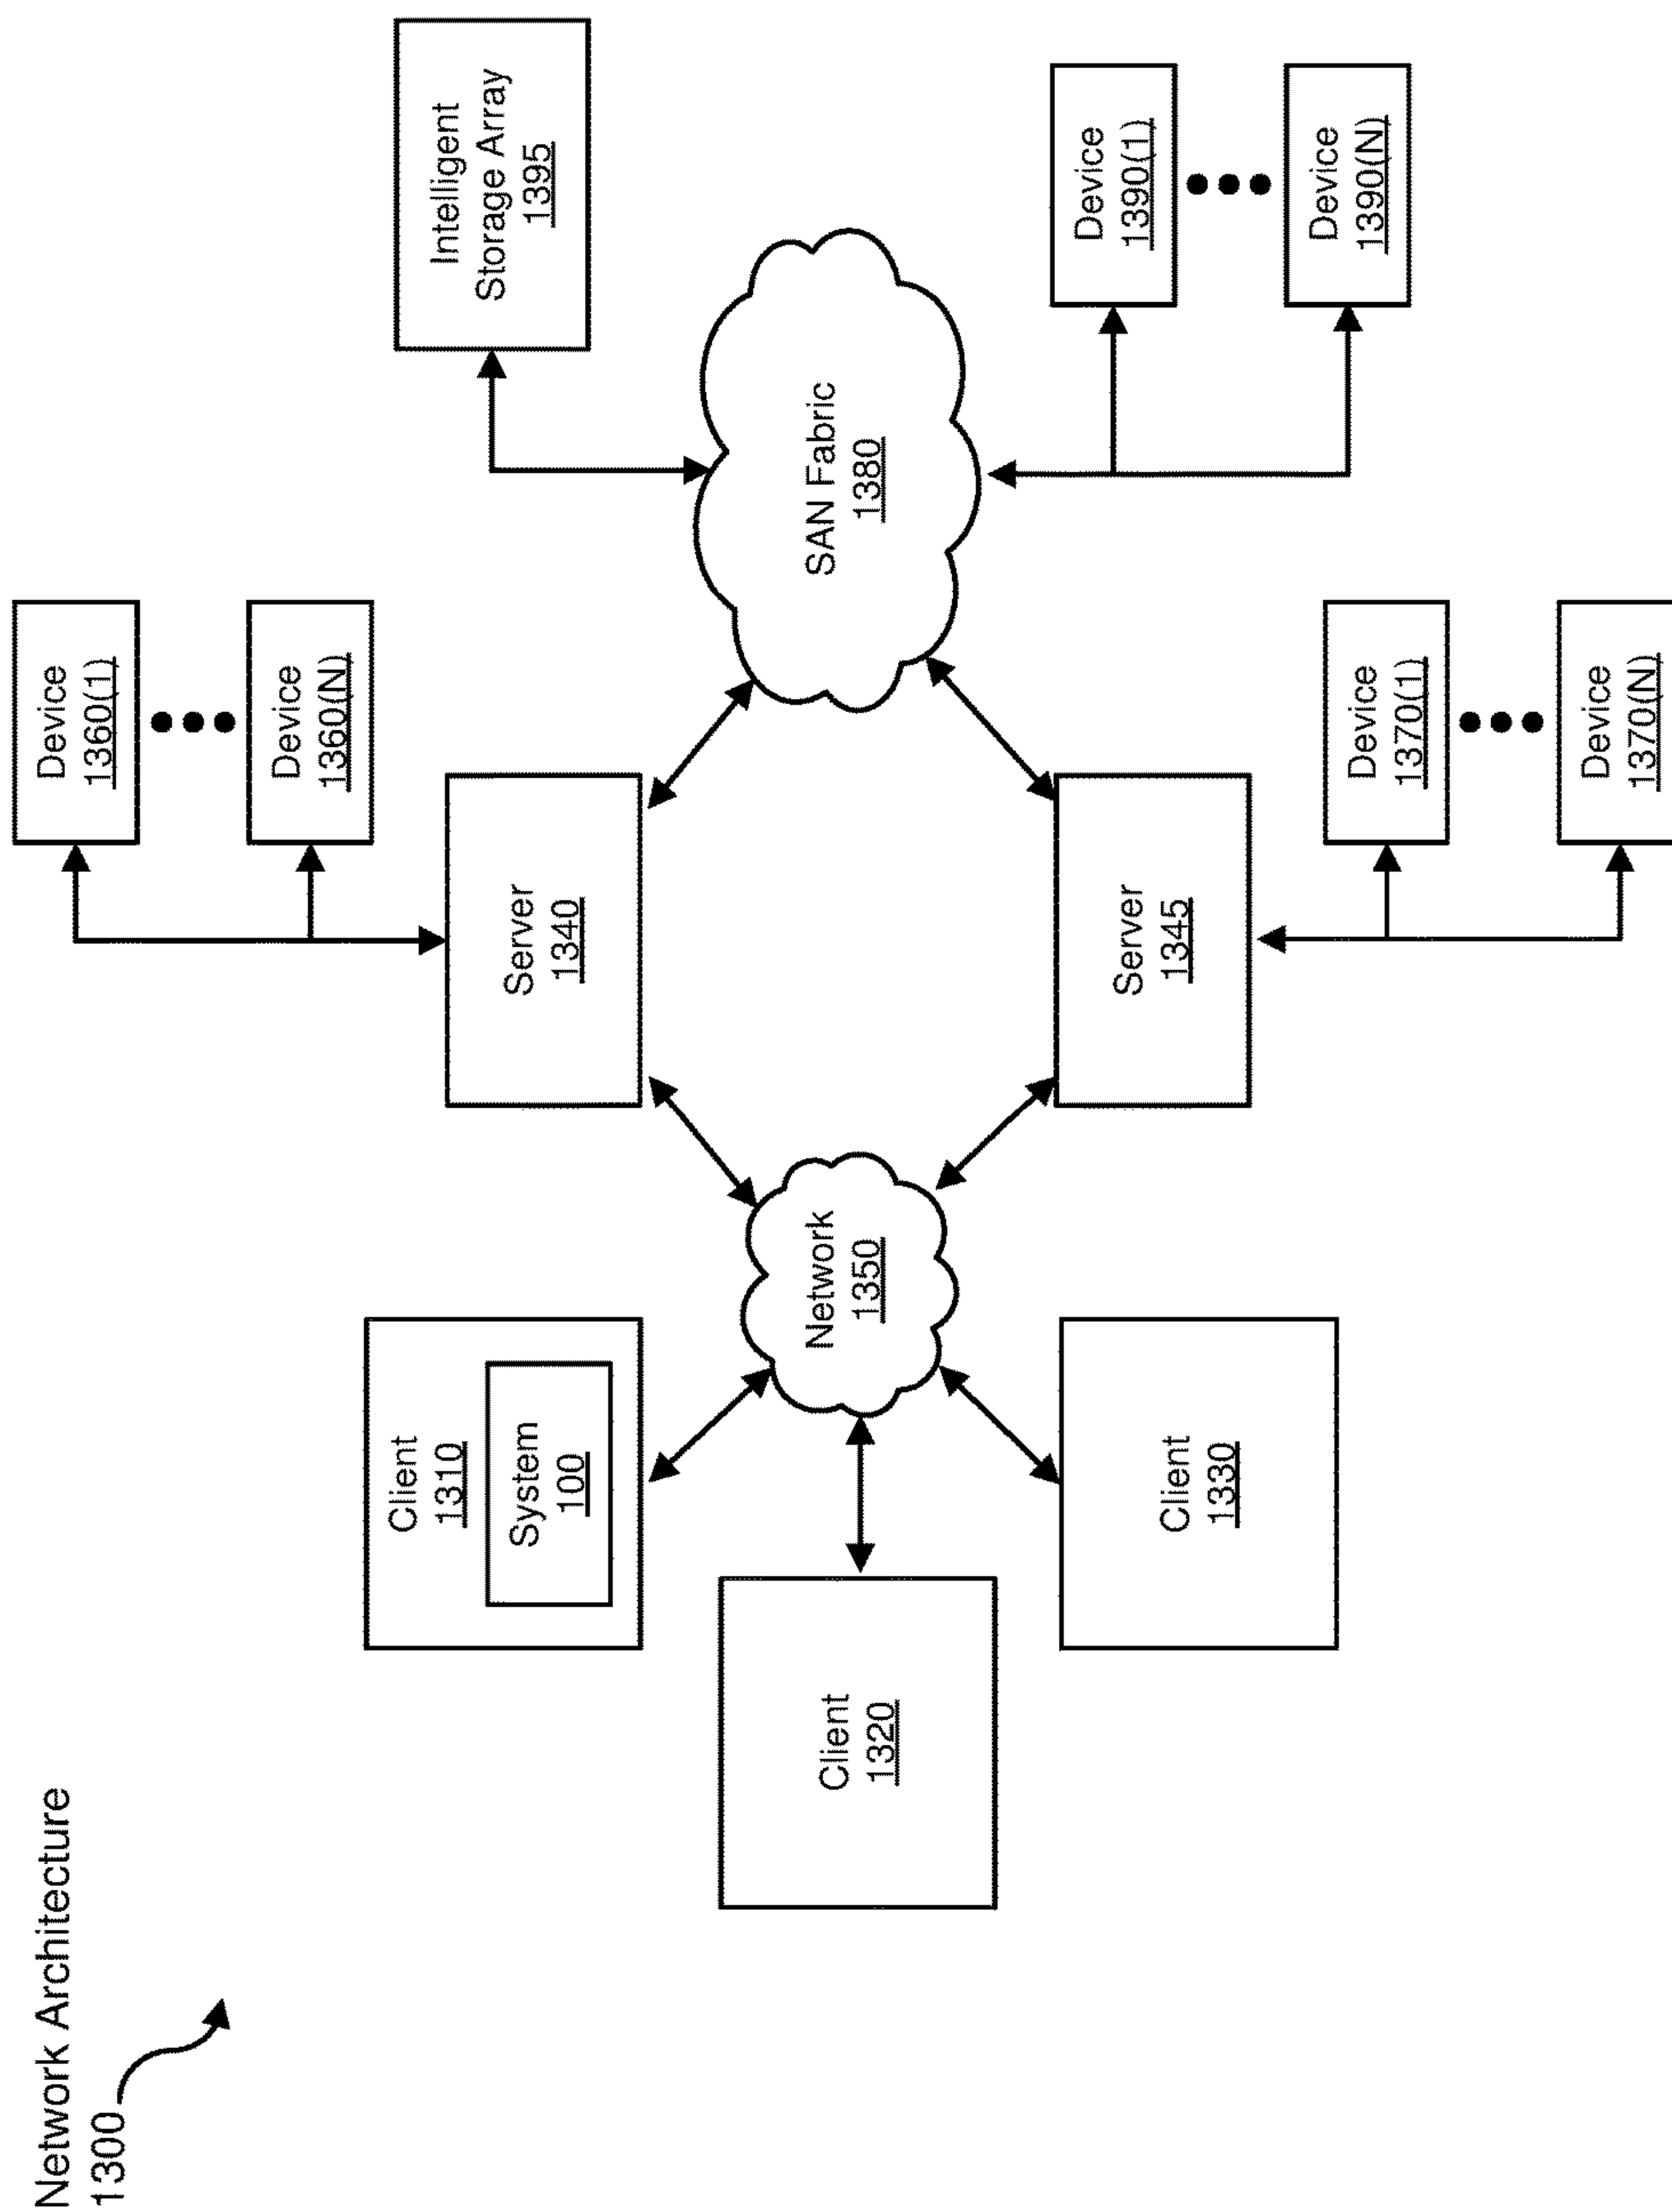 Network Architecture
1300
Device
1360(1)
Device
1360(N)
Intelligent
Storage Array
1395
Client
1310
System
100
Server
1340
Client
1320
Network
1350
SAN Fabric
1380
Client
1330
Server
1345
Device
1390(1)
Device
1390(N)
Device
1370(1)
Device
1370(N)